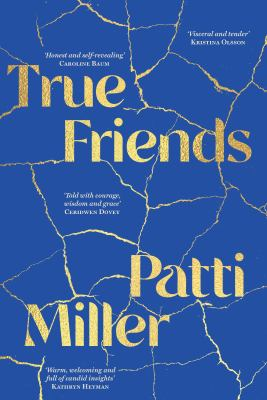 'Visceral and tender'
KRISTINA OLSSON
'Honest and self-revealing'
CAROLINE BAUM
True
Friends
'Told with courage,
wisdom and grace'
CERIDWEN DOVEY
Patti
Miller
'Warm, welcoming and
full of candid insights'
KATHRYN HEYMAN